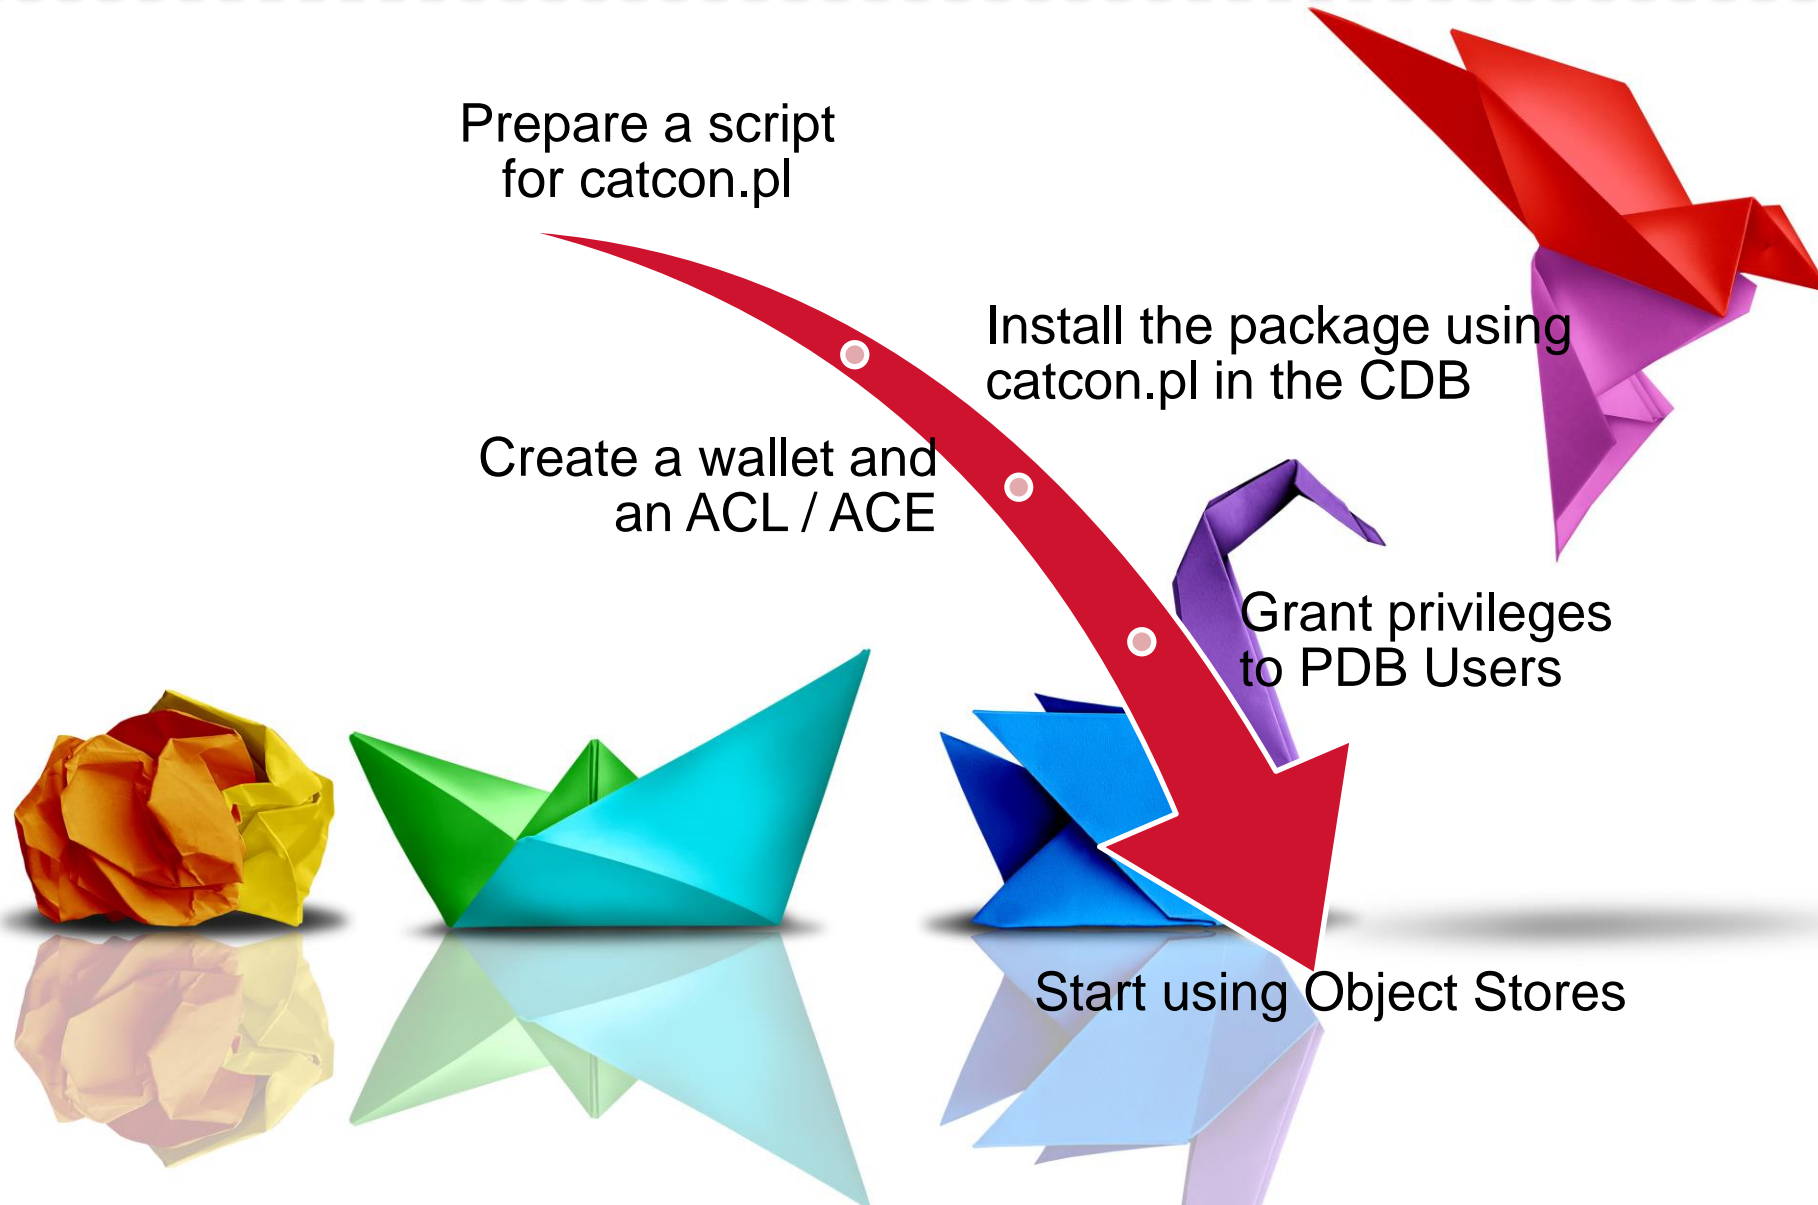 Prepare a script
for catcon.pl
Install the package using
catcon.pl in the CDB
Create a wallet and
an ACL / ACE
Grant privileges
to PDB Users
Start using Object Stores